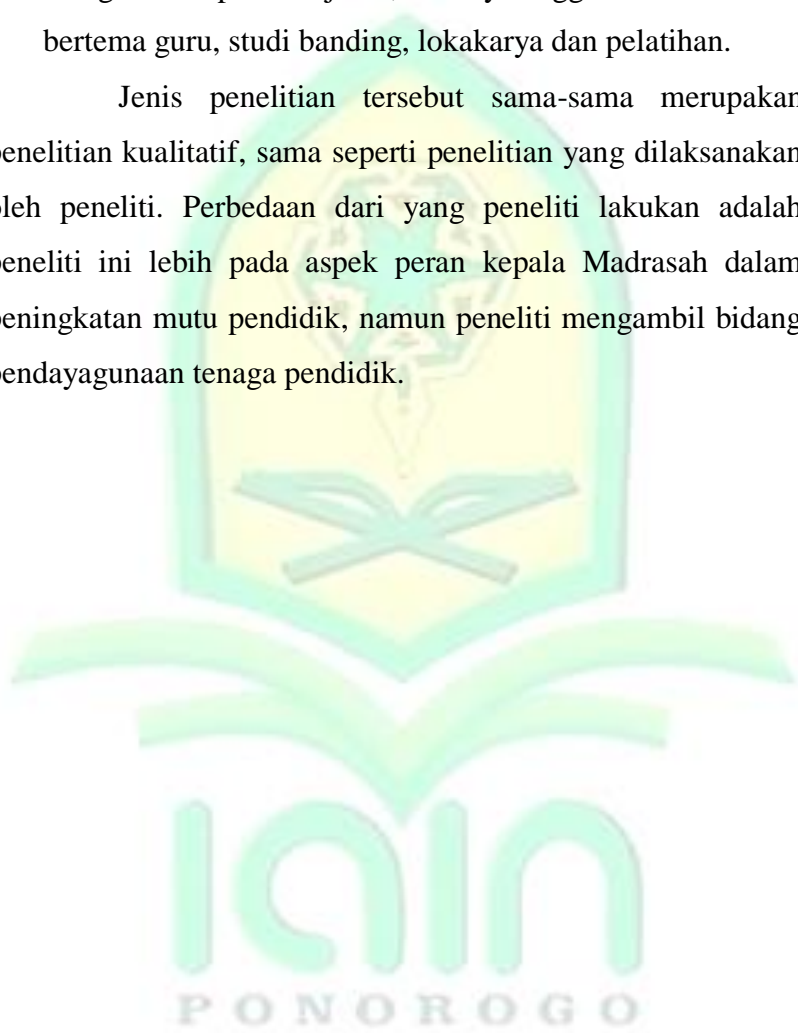 bertema guru, studi banding, lokakarya dan pelatihan.
Jenis penelitian tersebut sama-sama merupakan
penelitian kualitatif, sama seperti penelitian yang dilaksanakan
oleh peneliti. Perbedaan dari yang peneliti lakukan adalah
peneliti ini lebih pada aspek peran kepala Madrasah dalam
peningkatan mutu pendidik, namun peneliti mengambil bidang
pendayagunaan tenaga pendidik.
iain
PONOROGO